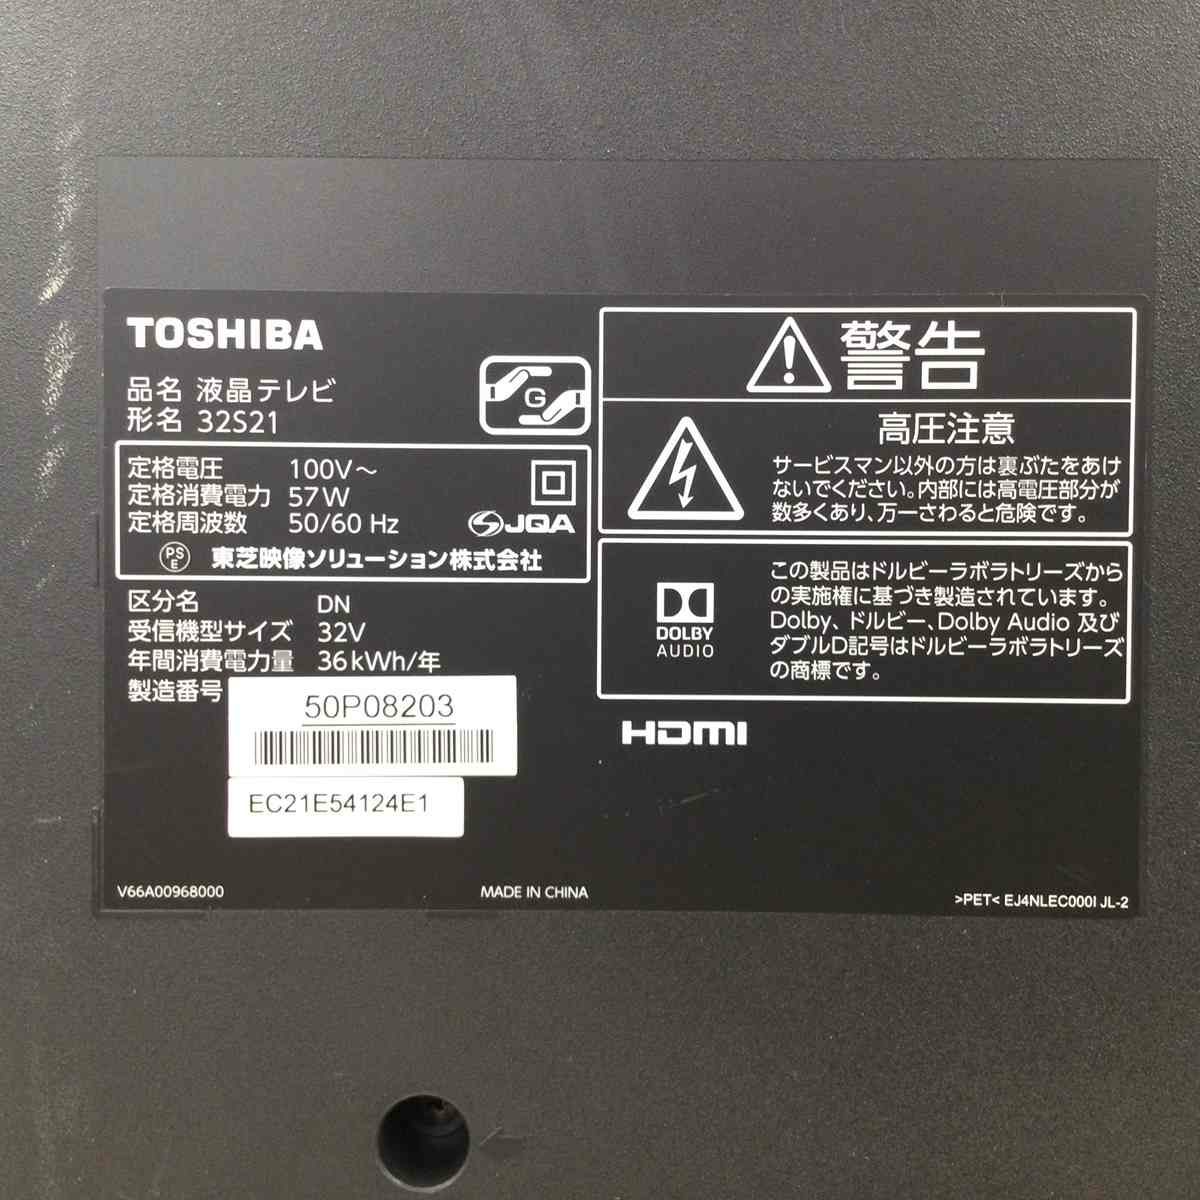 TOSHIBA
品名 液晶テレビ
形名 32S21
G
定格電圧 100V～
定格消費電力 57W
定格周波数 50/60 Hz
JQA
PS
E
東芝映像ソリューション株式会社
区分名 DN
受信機型サイズ 32V
年間消費電力量 36kWh/年
製造番号
50P08203
EC21E54124E1
V66A00968000
MADE IN CHINA
警告
高圧注意
サービスマン以外の方は裏ぶたをあけ
ないでください。内部には高電圧部分が
数多くあり、万一さわると危険です。
DOLBY
AUDIO
この製品はドルビーラボラトリーズから
の実施権に基づき製造されています。
Dolby、ドルビー、Dolby Audio 及び
ダブルD記号はドルビーラボラトリーズ
の商標です。
HDMI
>PET< EJ4NLEC000I JL-2